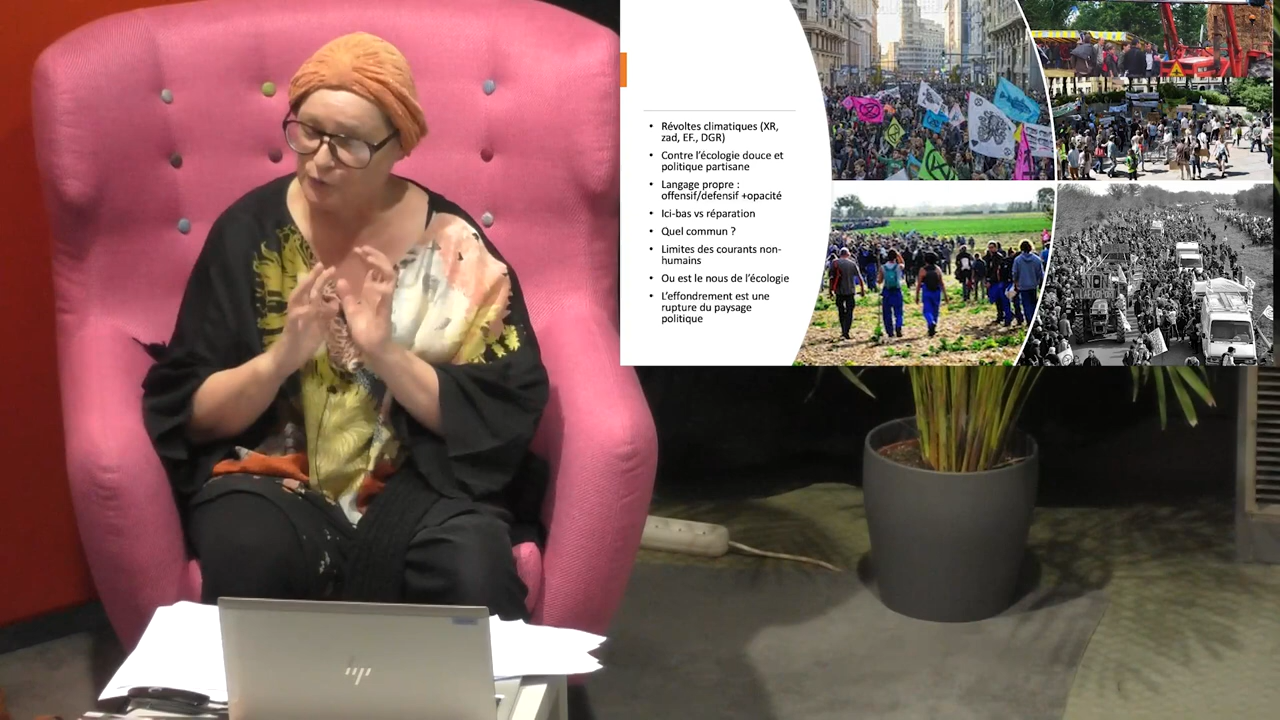 • Révoltes climatiques (XR,
zad, EF., DGR)
• Contre l'écologie douce et
politique partisane
• Langage propre :
offensif/defensif +opacité
• Ici-bas vs réparation
• Quel commun ?
• Limites des courants non-
humains
• Ou est le nous de l'écologie
• L'effondrement est une
rupture du paysage
politique
hp